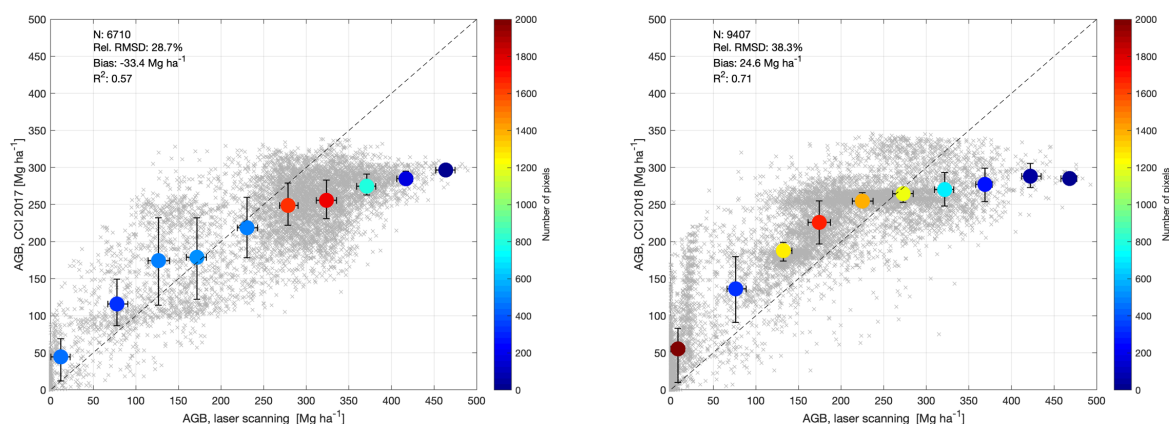 N: 6710
Rel. RMSD: 28.7%
Bias: -33.4 Mg ha⁻¹
R²: 0.57
AGB, CCI 2017 [Mg ha⁻¹]
500
450
400
350
300
250
200
150
100
50
0
0 50 100 150 200 250 300 350 400 450 500
AGB, laser scanning [Mg ha⁻¹]
2000
1800
1600
1400
1200
1000
800
600
400
200
0
Number of pixels
N: 9407
Rel. RMSD: 38.3%
Bias: 24.6 Mg ha⁻¹
R²: 0.71
AGB, CCI 2018 [Mg ha⁻¹]
500
450
400
350
300
250
200
150
100
50
0
0 50 100 150 200 250 300 350 400 450 500
AGB, laser scanning [Mg ha⁻¹]
2000
1800
1600
1400
1200
1000
800
600
400
200
0
Number of pixels